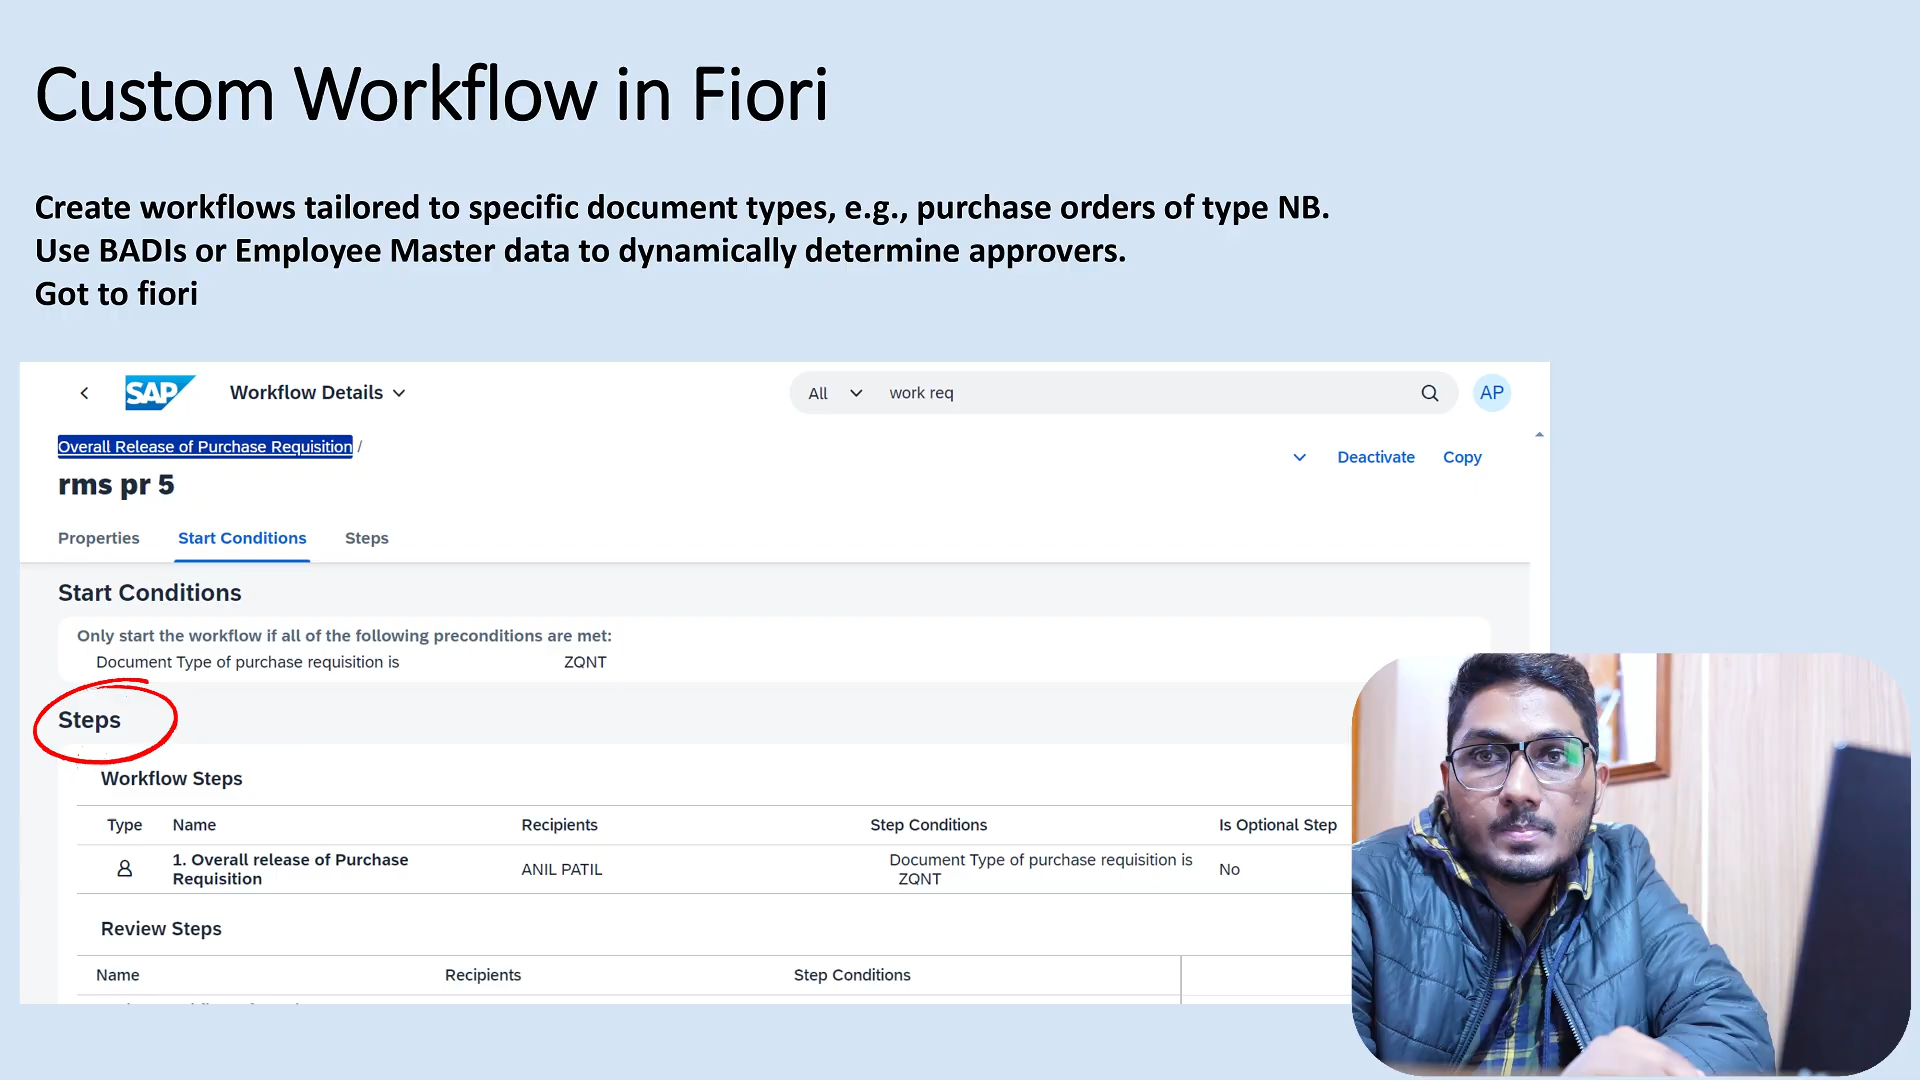 Custom Workflow in Fiori
Create workflows tailored to specific document types, e.g., purchase orders of type NB.
Use BADIs or Employee Master data to dynamically determine approvers.
Got to fiori
SAP Workflow Details All work req AP
Overall Release of Purchase Requisition /
Deactivate Copy
rms pr 5
Properties Start Conditions Steps
Start Conditions
Only start the workflow if all of the following preconditions are met:
Document Type of purchase requisition is ZQNT
Steps
Workflow Steps
Type Name Recipients Step Conditions Is Optional Step
1. Overall release of Purchase
Requisition
ANIL PATIL
Document Type of purchase requisition is
ZQNT
No
Review Steps
Name Recipients Step Conditions